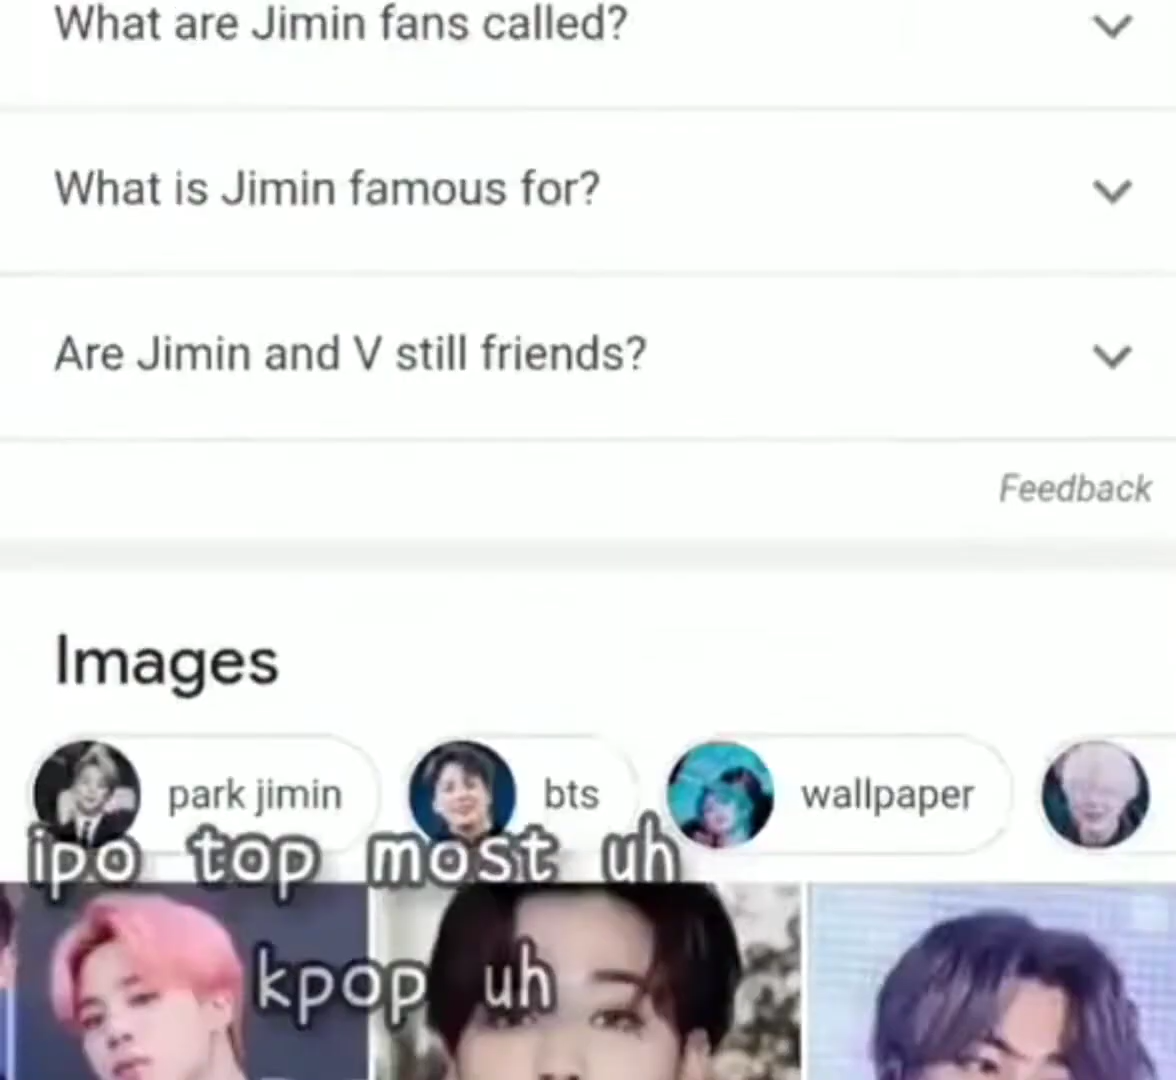 What are Jimin fans called?
What is Jimin famous for?
Are Jimin and V still friends?
Feedback
Images
park jimin bts wallpaper
ipo top most uh
kpop uh